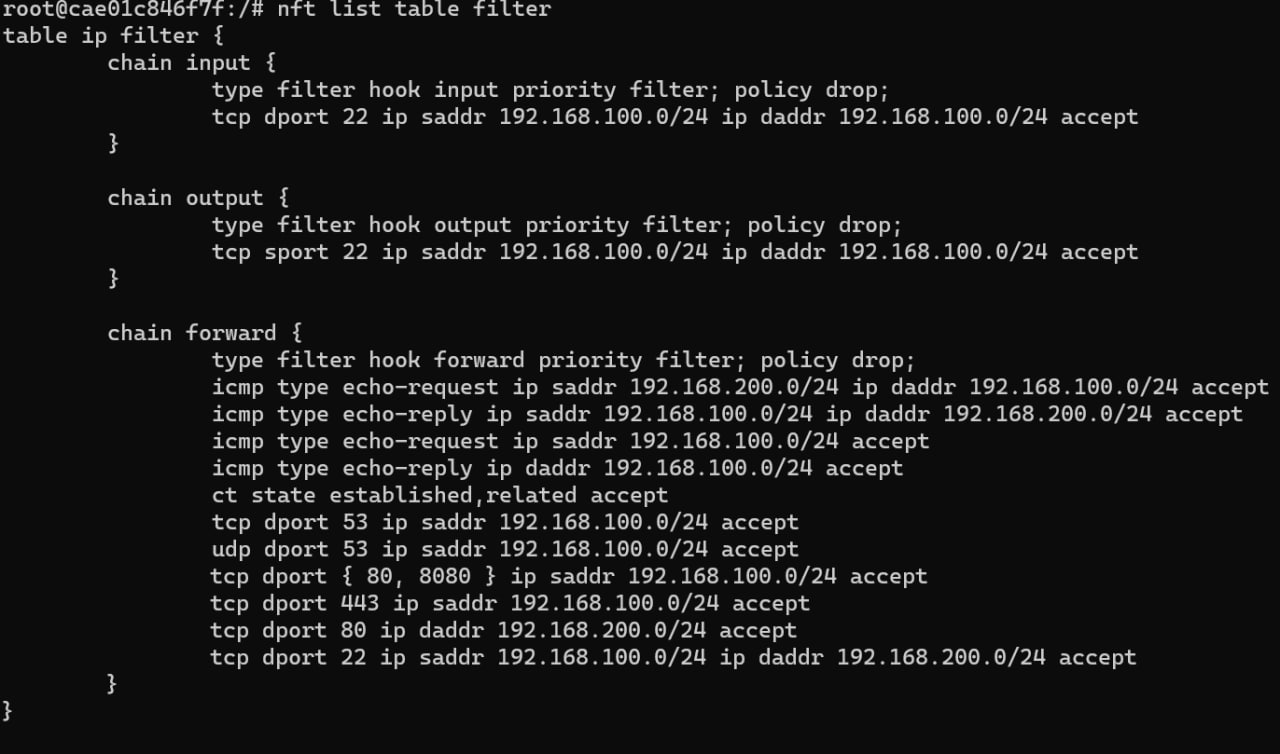 root@cae01c846f7f:/# nft list table filter
table ip filter {
        chain input {
                type filter hook input priority filter; policy drop;
                tcp dport 22 ip saddr 192.168.100.0/24 ip daddr 192.168.100.0/24 accept
        }

        chain output {
                type filter hook output priority filter; policy drop;
                tcp sport 22 ip saddr 192.168.100.0/24 ip daddr 192.168.100.0/24 accept
        }

        chain forward {
                type filter hook forward priority filter; policy drop;
                icmp type echo-request ip saddr 192.168.200.0/24 ip daddr 192.168.100.0/24 accept
                icmp type echo-reply ip saddr 192.168.100.0/24 ip daddr 192.168.200.0/24 accept
                icmp type echo-request ip saddr 192.168.100.0/24 accept
                icmp type echo-reply ip daddr 192.168.100.0/24 accept
                ct state established,related accept
                tcp dport 53 ip saddr 192.168.100.0/24 accept
                udp dport 53 ip saddr 192.168.100.0/24 accept
                tcp dport { 80, 8080 } ip saddr 192.168.100.0/24 accept
                tcp dport 443 ip saddr 192.168.100.0/24 accept
                tcp dport 80 ip daddr 192.168.200.0/24 accept
                tcp dport 22 ip saddr 192.168.100.0/24 ip daddr 192.168.200.0/24 accept
        }
}